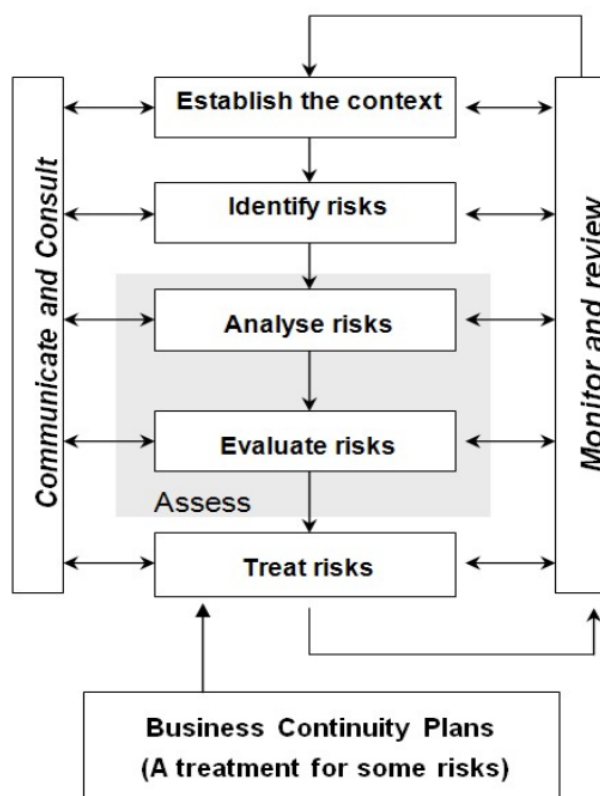 Establish the context
Communicate and Consult
Monitor and review
Identify risks
Analyse risks
Evaluate risks
Assess
Treat risks
Business Continuity Plans
(A treatment for some risks)